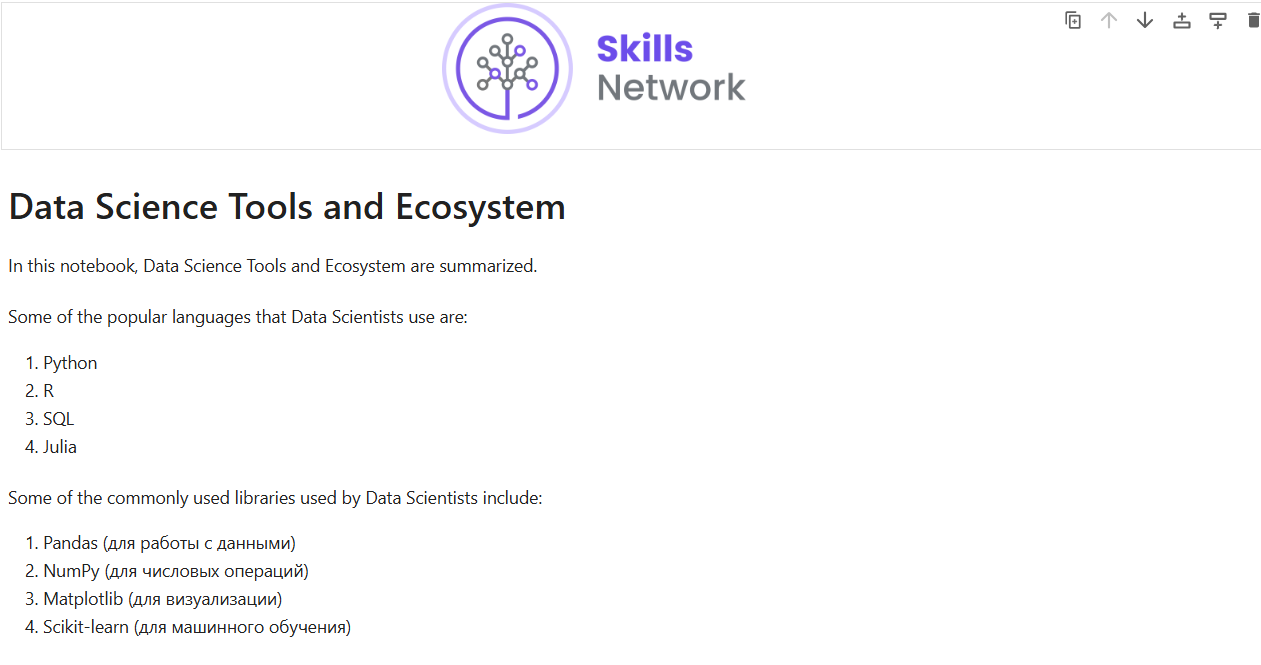 Skills
Network
Data Science Tools and Ecosystem
In this notebook, Data Science Tools and Ecosystem are summarized.
Some of the popular languages that Data Scientists use are:
1. Python
2. R
3. SQL
4. Julia
Some of the commonly used libraries used by Data Scientists include:
1. Pandas (для работы с данными)
2. NumPy (для числовых операций)
3. Matplotlib (для визуализации)
4. Scikit-learn (для машинного обучения)